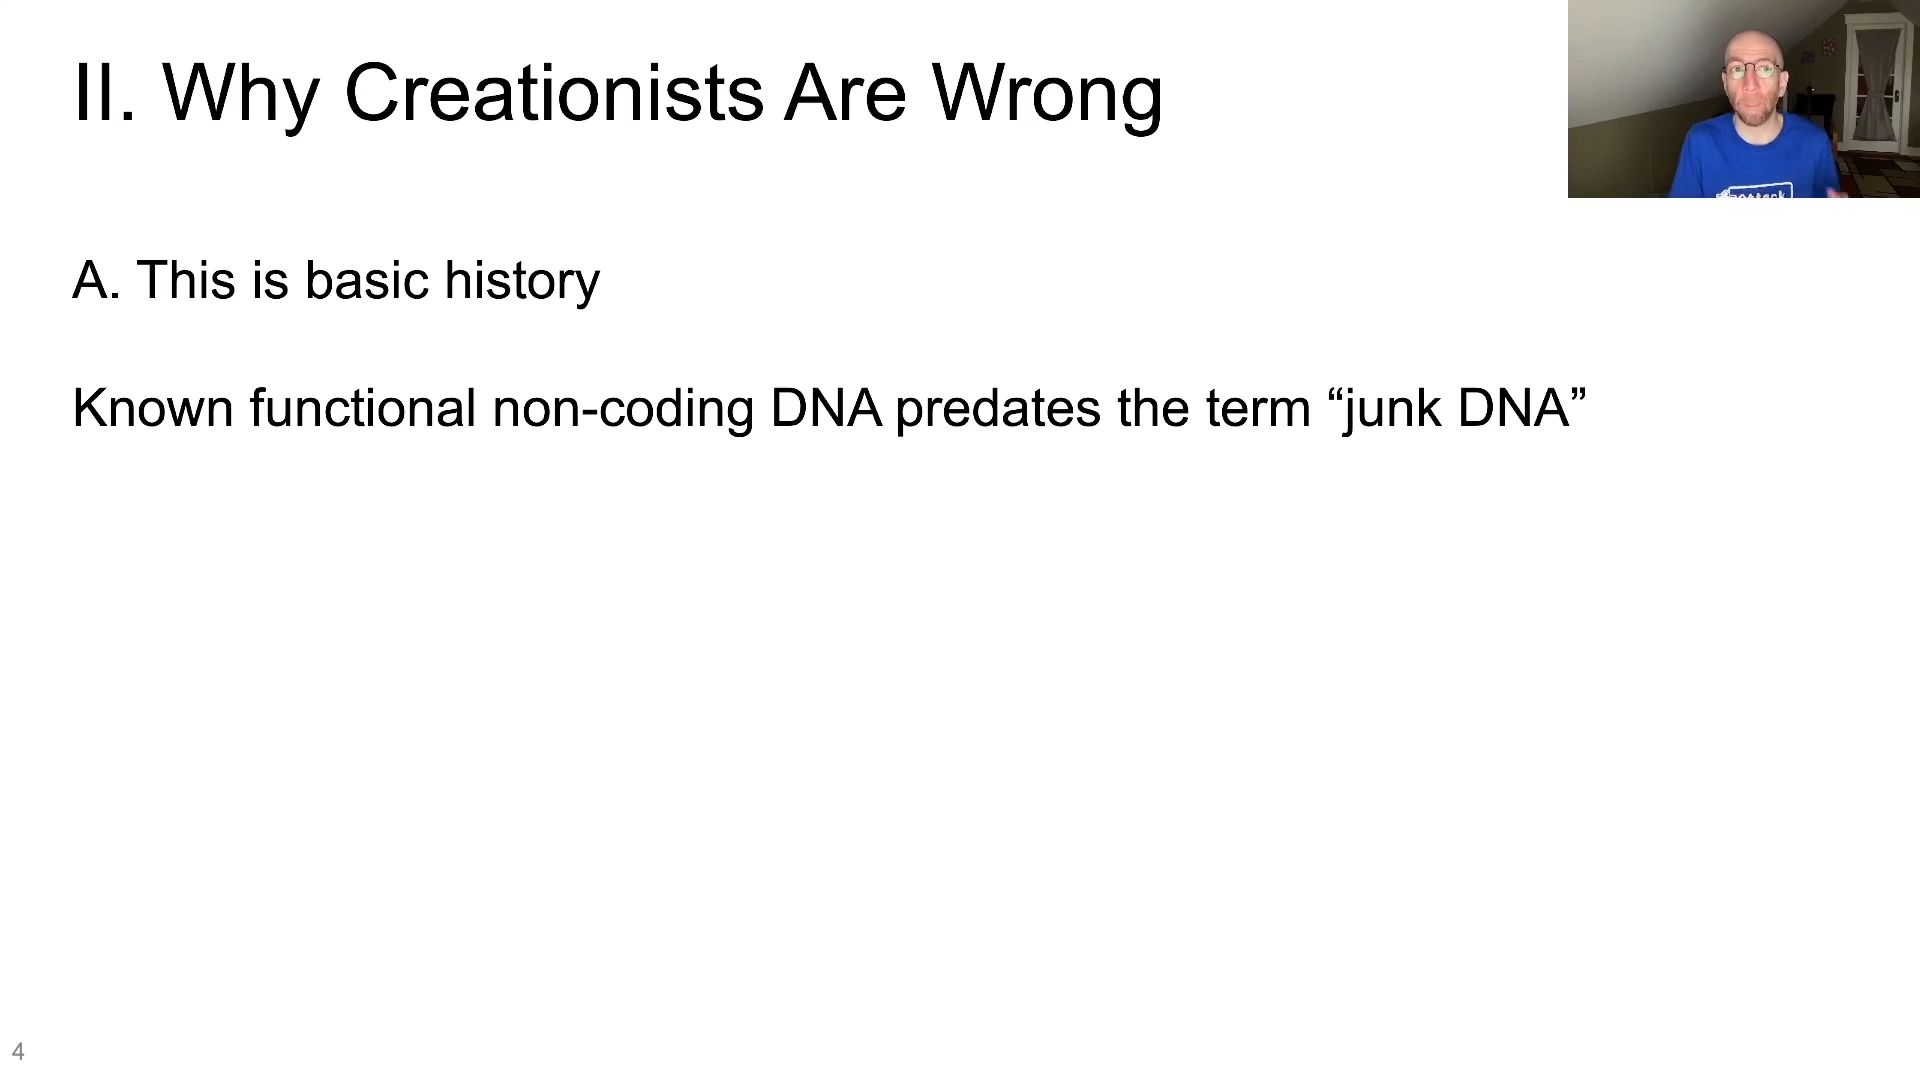 II. Why Creationists Are Wrong
A. This is basic history
Known functional non-coding DNA predates the term “junk DNA”
4